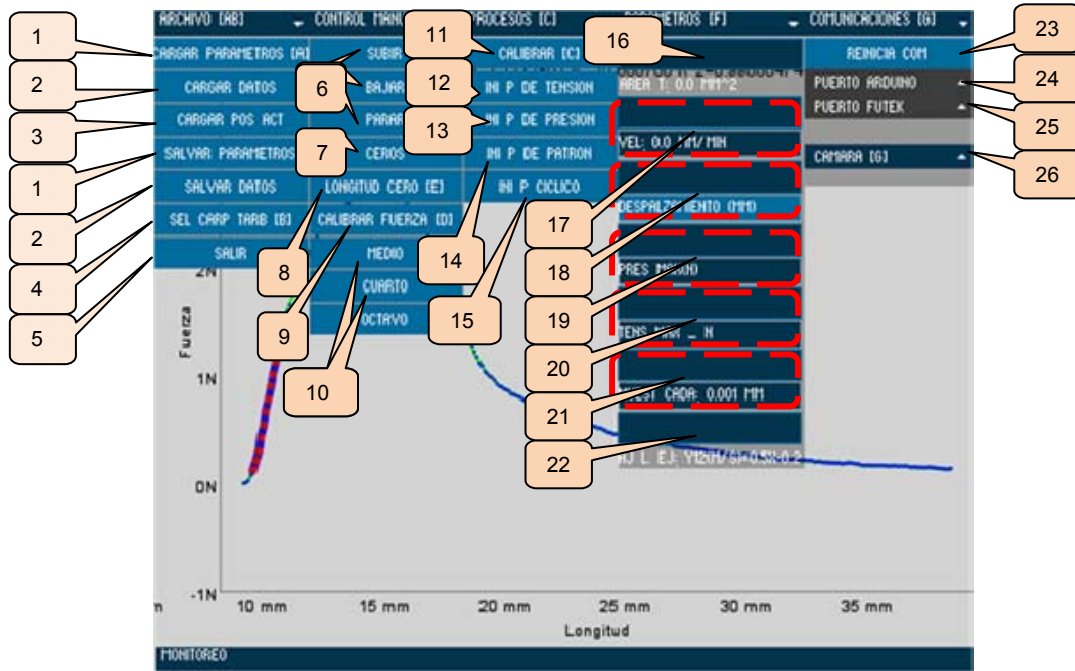 ARCHIVO [AB]
CONTROL MANU
PROCESOS [C]
METROS [F]
COMUNICACIONES [G]
1
CARGAR PARAMETROS [A]
2
CARGAR DATOS
3
CARGAR POS ACT
1
SALVAR PARAMETROS
2
SALVAR DATOS
4
SEL CARP TARB [B]
5
SALIR
SUBIR
6
BAJAR
PARAR
7
CEROS
8
LONGITUD CERO [E]
9
CALIBRAR FUERZA [D]
10
MEDIO
CUARTO
OCTAVO
11
CALIBRAR [C]
12
INI P DE TENSION
13
INI P DE PRESION
14
INI P DE PATRON
15
INI P CICLICO
16
AREA T: 0.0 MM^2
17
VEL: 0.0 MM/MIN
18
DESPALZAMIENITO (MM)
19
PRES MAX(N)
20
TENS MAX _ N
21
MUEST CADA: 0.001 MM
22
23
REINICIA COM
24
PUERTO ARDUINO
25
PUERTO FUTEK
26
CAMARA [G]
Fuerza
2N
1N
0N
-1N
10 mm
15 mm
20 mm
25 mm
30 mm
35 mm
Longitud
MONITOREO